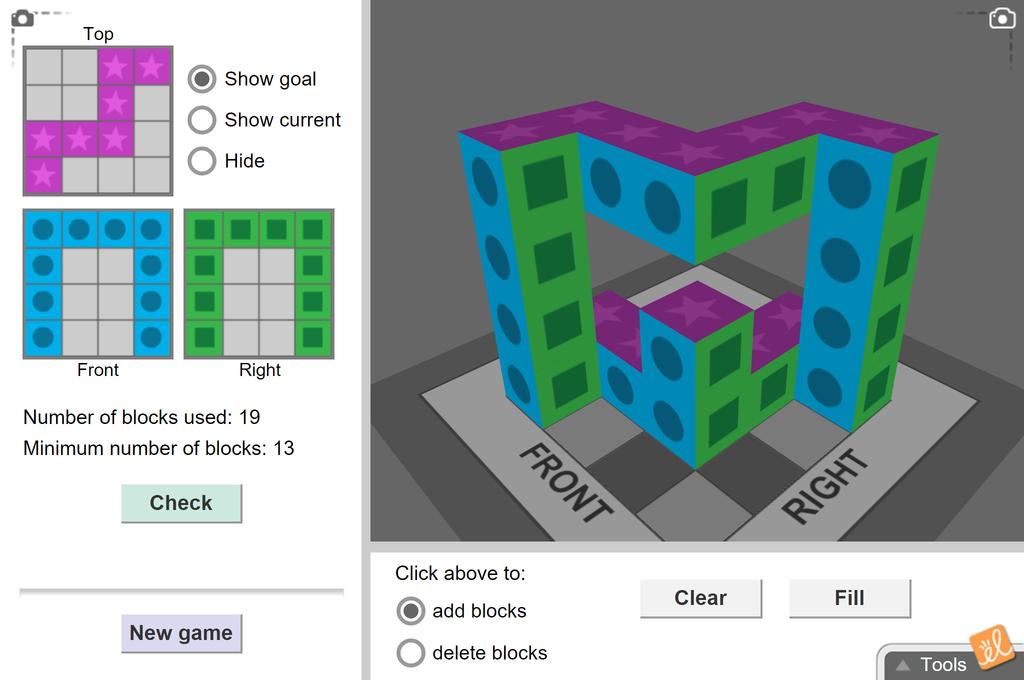 Top
Show goal
Show current
Hide
Front
Right
Number of blocks used: 19
Minimum number of blocks: 13
Check
New game
FRONT
RIGHT
Click above to:
add blocks
delete blocks
Clear
Fill
Tools
el